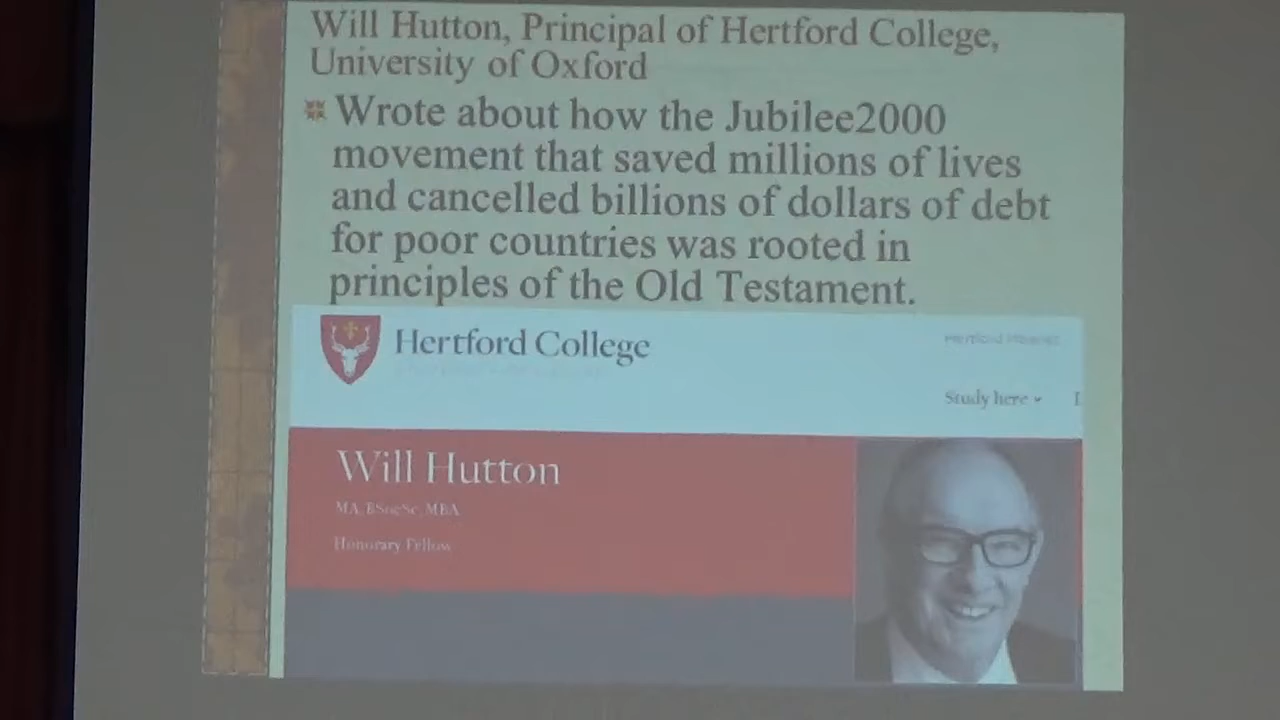 Will Hutton, Principal of Hertford College,
University of Oxford
Wrote about how the Jubilee2000
movement that saved millions of lives
and cancelled billions of dollars of debt
for poor countries was rooted in
principles of the Old Testament.
Hertford College
Study here
Will Hutton
MA, BSocSc, MBA
Honorary Fellow